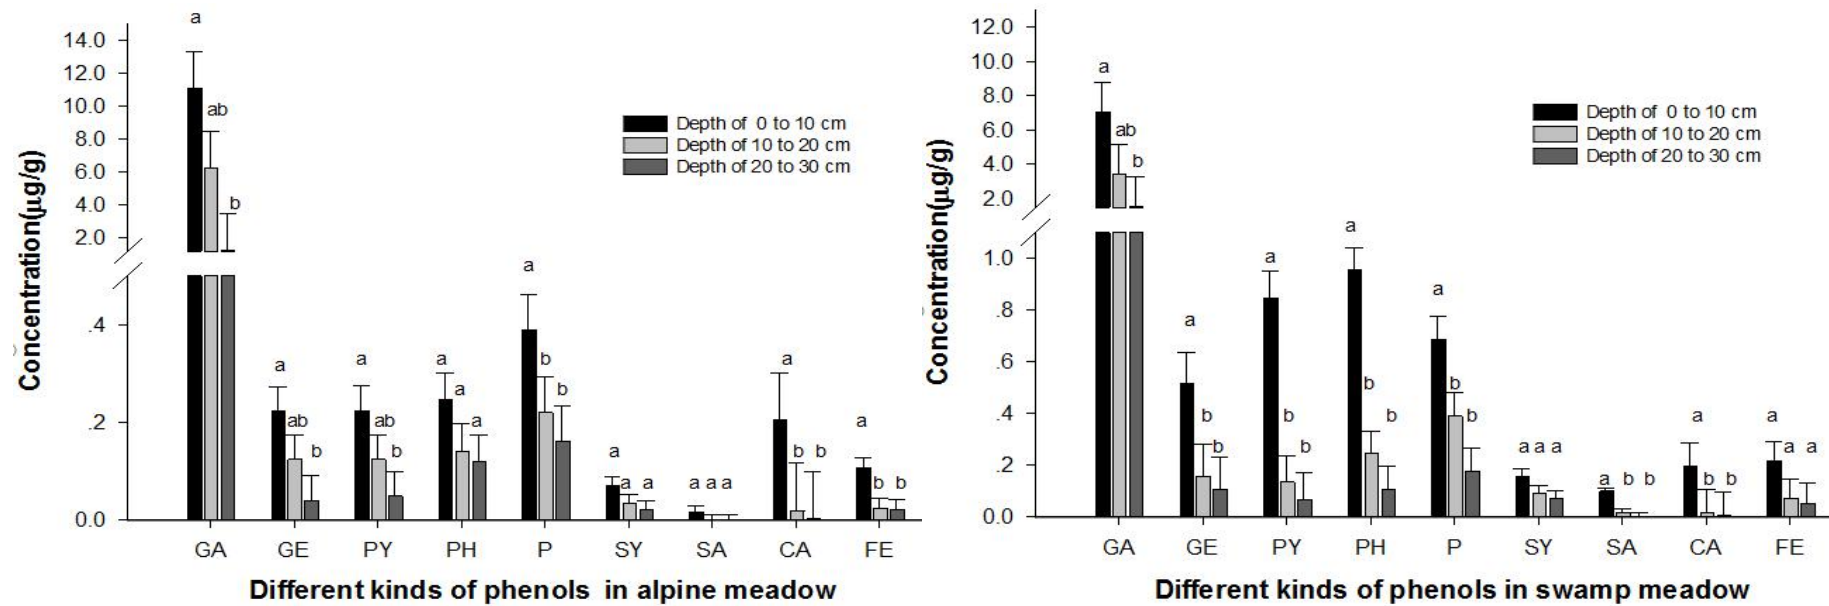 a
14.0
12.0
10.0
8.0
6.0
4.0
2.0
.4
.2
0.0
Concentration(μg/g)
ab
b
a
ab
b
a
ab
b
a
a
a
a
b
b
a
a
a
a
a
a
a
b
b
a
b
b
Depth of 0 to 10 cm
Depth of 10 to 20 cm
Depth of 20 to 30 cm
GA GE PY PH P SY SA CA FE
Different kinds of phenols in alpine meadow
12.0
10.0
8.0
6.0
4.0
2.0
1.0
.8
.6
.4
.2
0.0
Concentration(μg/g)
a
ab
b
a
b
b
a
b
b
a
b
b
a
b
b
a
a
a
a
b
b
a
b
b
a
a
a
Depth of 0 to 10 cm
Depth of 10 to 20 cm
Depth of 20 to 30 cm
GA GE PY PH P SY SA CA FE
Different kinds of phenols in swamp meadow